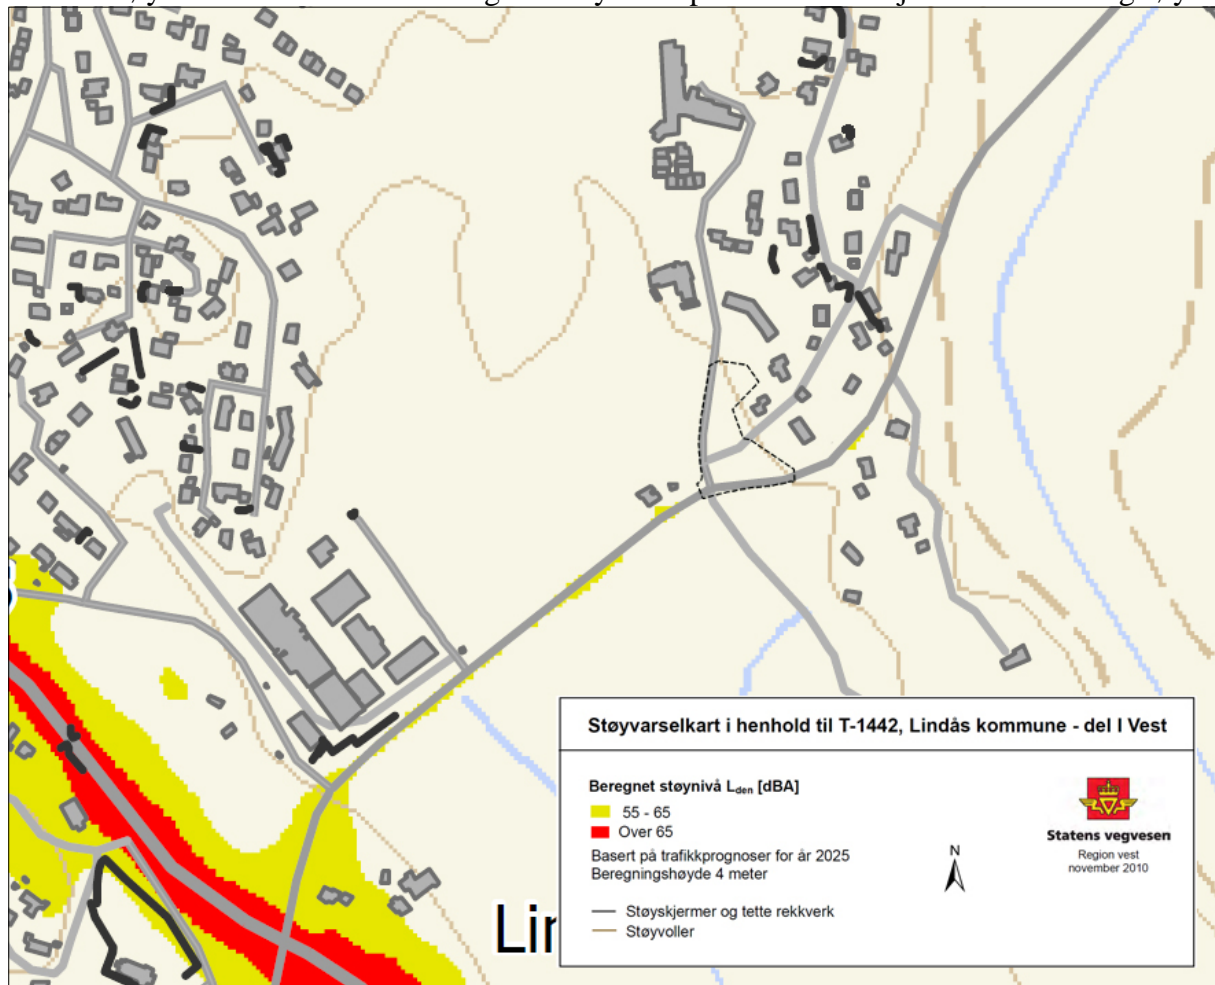 Støyvarselkart i henhold til T-1442, Lindås kommune - del I Vest
Beregnet støynivå Lden [dBA]
55 - 65
Over 65
Basert på trafikkprognoser for år 2025
Beregningshøyde 4 meter
Støyskjermer og tette rekkverk
Støyvoller
N
Statens vegvesen
Region vest
november 2010